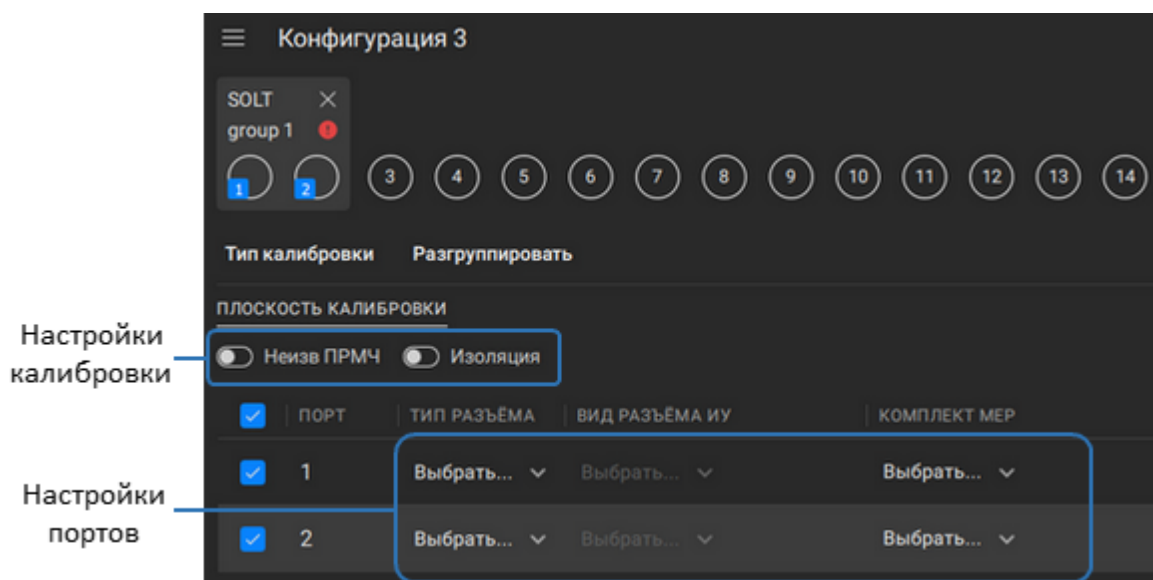 Конфигурация 3
SOLT
group 1
1 2 3 4 5 6 7 8 9 10 11 12 13 14
Тип калибровки Разгруппировать
ПЛОСКОСТЬ КАЛИБРОВКИ
Настройки
калибровки
Неизв ПРМЧ Изоляция
ПОРТ ТИП РАЗЪЁМА ВИД РАЗЪЁМА ИУ КОМПЛЕКТ МЕР
1 Выбрать... Выбрать... Выбрать...
Настройки
портов
2 Выбрать... Выбрать... Выбрать...